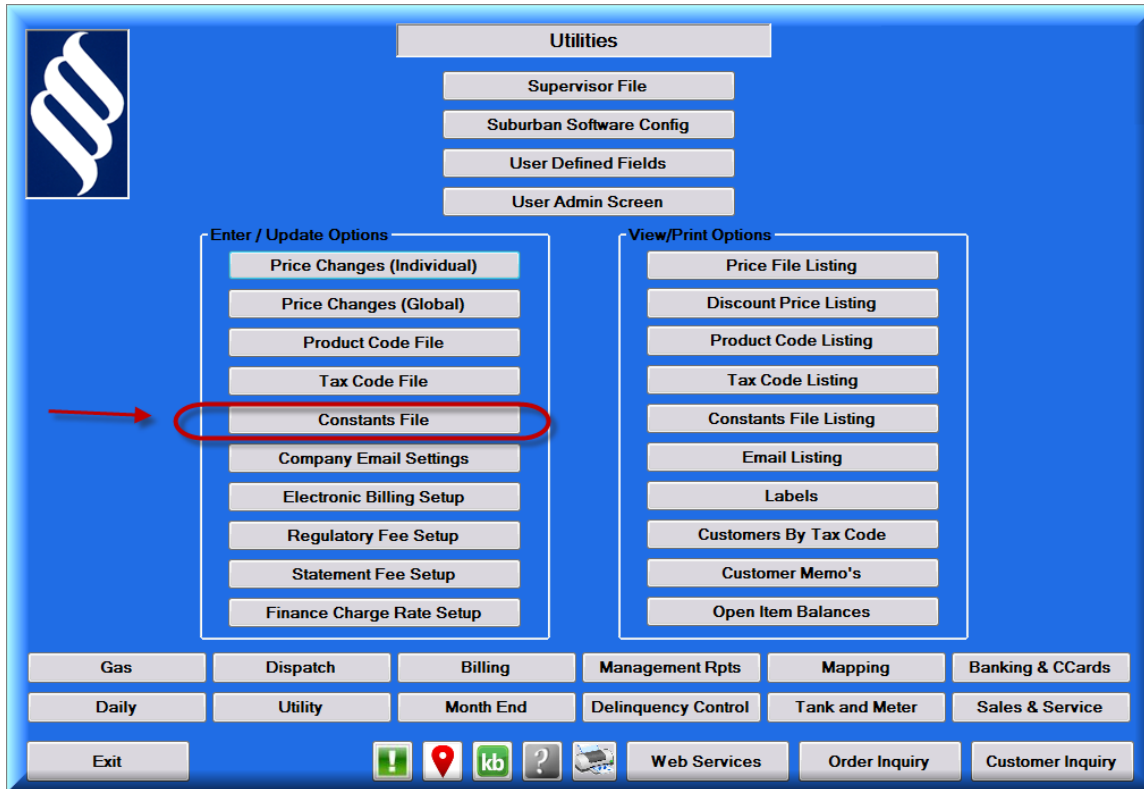 Utilities
Supervisor File
Suburban Software Config
User Defined Fields
User Admin Screen
Enter / Update Options
Price Changes (Individual)
Price Changes (Global)
Product Code File
Tax Code File
Constants File
Company Email Settings
Electronic Billing Setup
Regulatory Fee Setup
Statement Fee Setup
Finance Charge Rate Setup
View/Print Options
Price File Listing
Discount Price Listing
Product Code Listing
Tax Code Listing
Constants File Listing
Email Listing
Labels
Customers By Tax Code
Customer Memo's
Open Item Balances
Gas Dispatch Billing Management Rpts Mapping Banking & CCards
Daily Utility Month End Delinquency Control Tank and Meter Sales & Service
Exit ! kb ? Web Services Order Inquiry Customer Inquiry